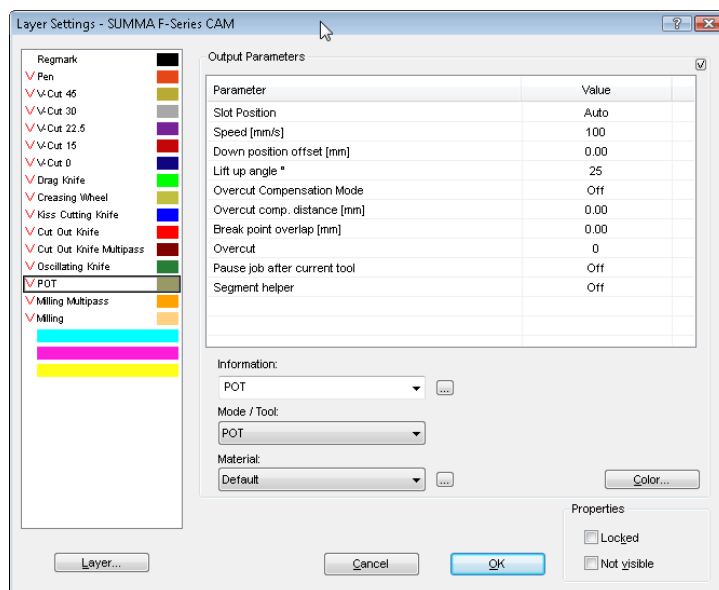 Layer Settings - SUMMA F-Series CAM
Regmark
Pen
V-Cut 45
V-Cut 30
V-Cut 22.5
V-Cut 15
V-Cut 0
Drag Knife
Creasing Wheel
Kiss Cutting Knife
Cut Out Knife
Cut Out Knife Multipass
Oscillating Knife
POT
Milling Multipass
Milling
Layer...
Output Parameters
Parameter Value
Slot Position Auto
Speed [mm/s] 100
Down position offset [mm] 0.00
Lift up angle ° 25
Overcut Compensation Mode Off
Overcut comp. distance [mm] 0.00
Break point overlap [mm] 0.00
Overcut 0
Pause job after current tool Off
Segment helper Off
Information:
POT ...
Mode / Tool:
POT
Material:
Default ...
Color...
Properties
Locked
Not visible
Cancel
OK